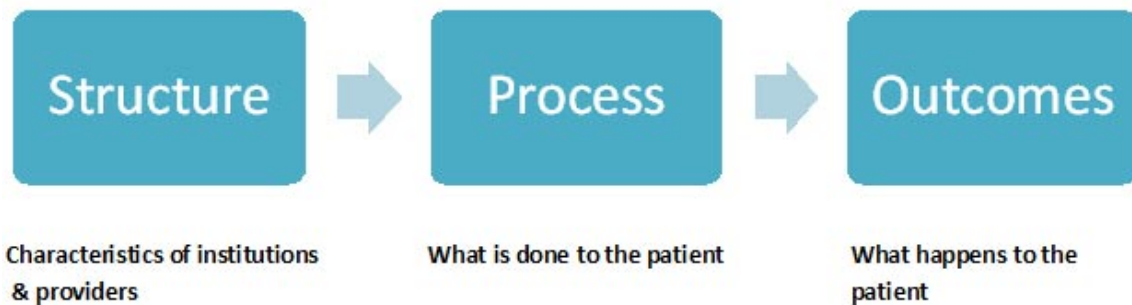 Structure
Process
Outcomes
Characteristics of institutions
& providers
What is done to the patient
What happens to the
patient